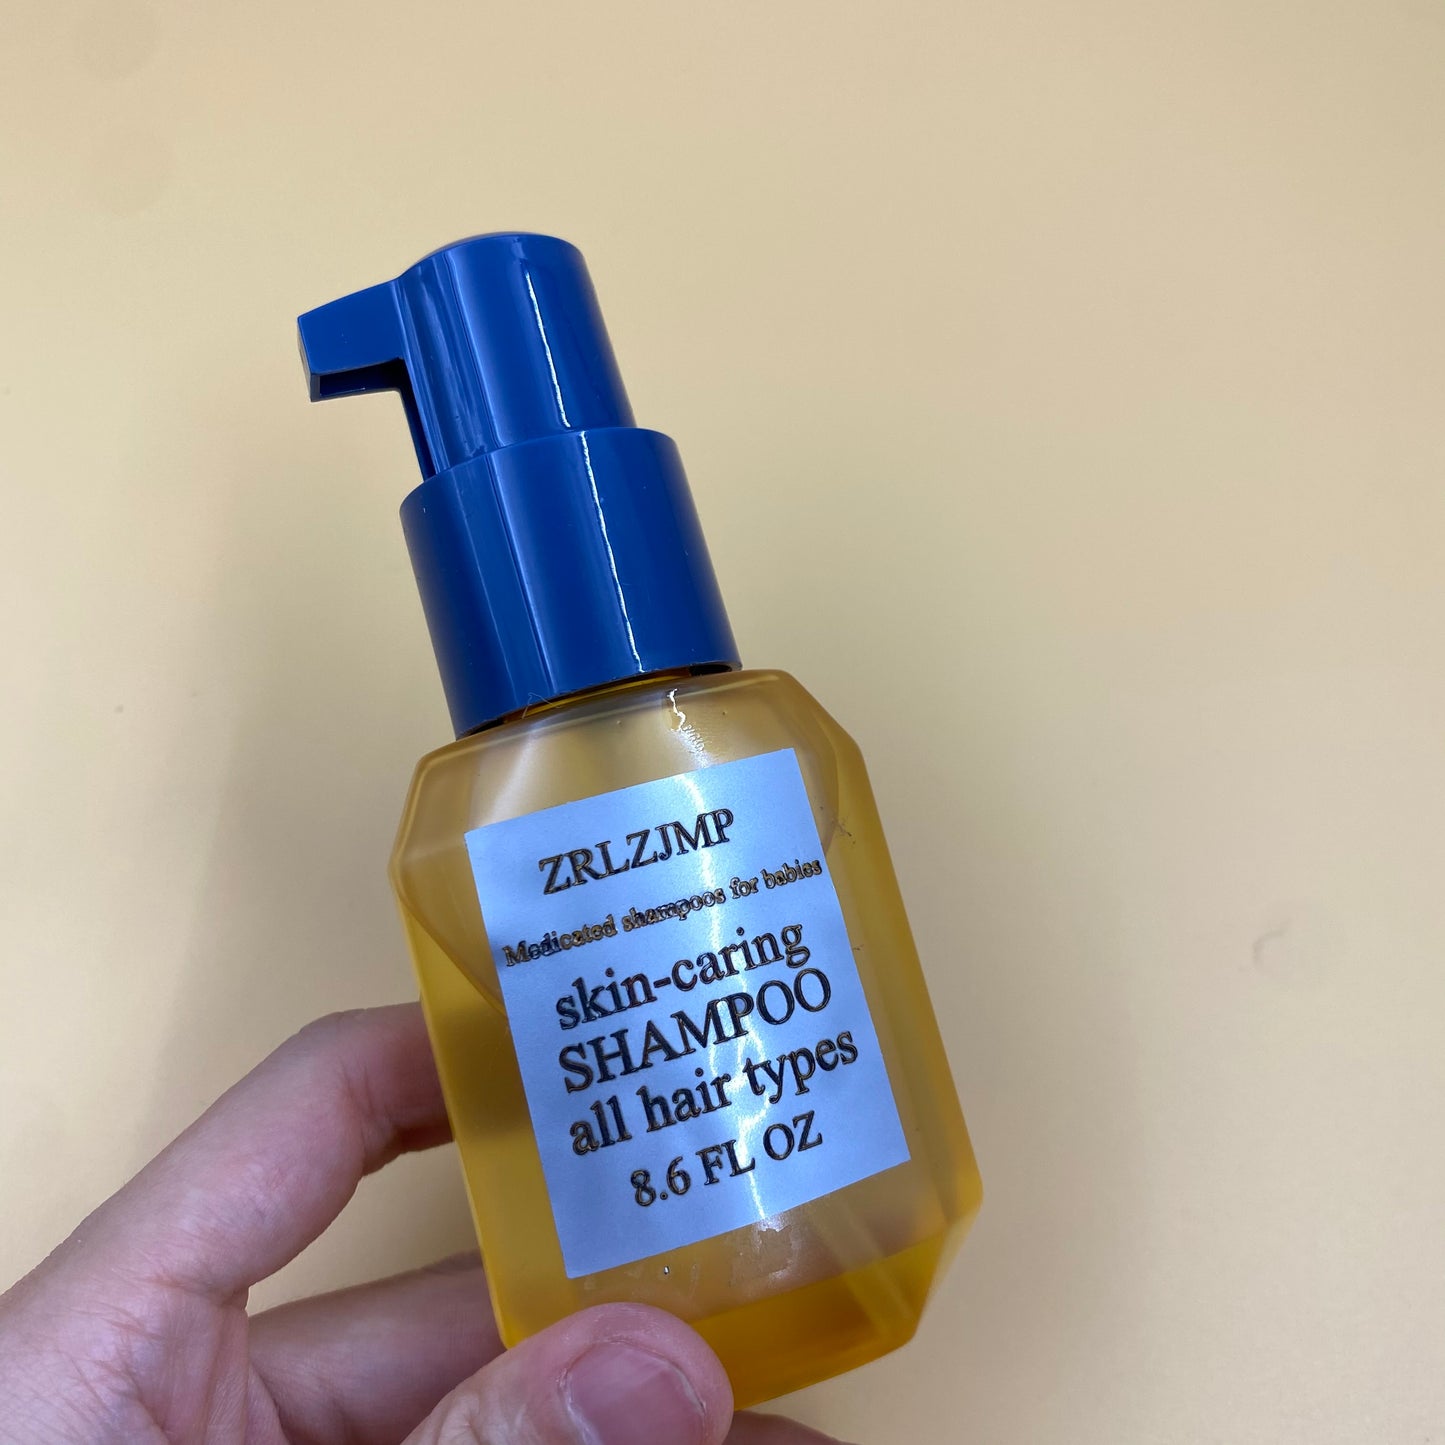 ZRLZJMP
Medicated shampoos for babies
skin-caring
SHAMPOO
all hair types
8.6 FL OZ